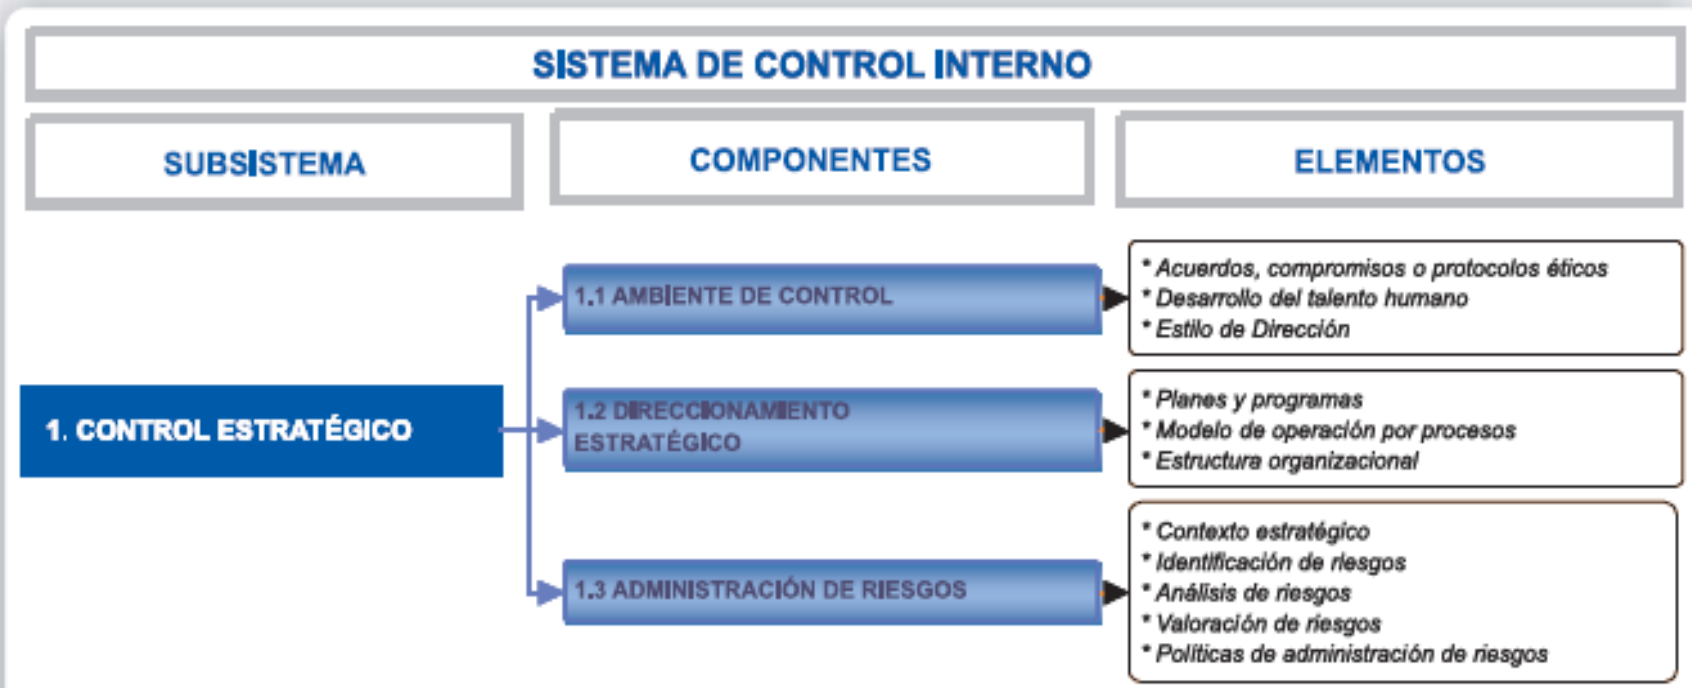 SISTEMA DE CONTROL INTERNO
SUBSISTEMA
COMPONENTES
ELEMENTOS
1. CONTROL ESTRATÉGICO
1.1 AMBIENTE DE CONTROL
* Acuerdos, compromisos o protocolos éticos
* Desarrollo del talento humano
* Estilo de Dirección
1.2 DIRECCIONAMIENTO
ESTRATÉGICO
* Planes y programas
* Modelo de operación por procesos
* Estructura organizacional
1.3 ADMINISTRACIÓN DE RIESGOS
* Contexto estratégico
* Identificación de riesgos
* Análisis de riesgos
* Valoración de riesgos
* Políticas de administración de riesgos